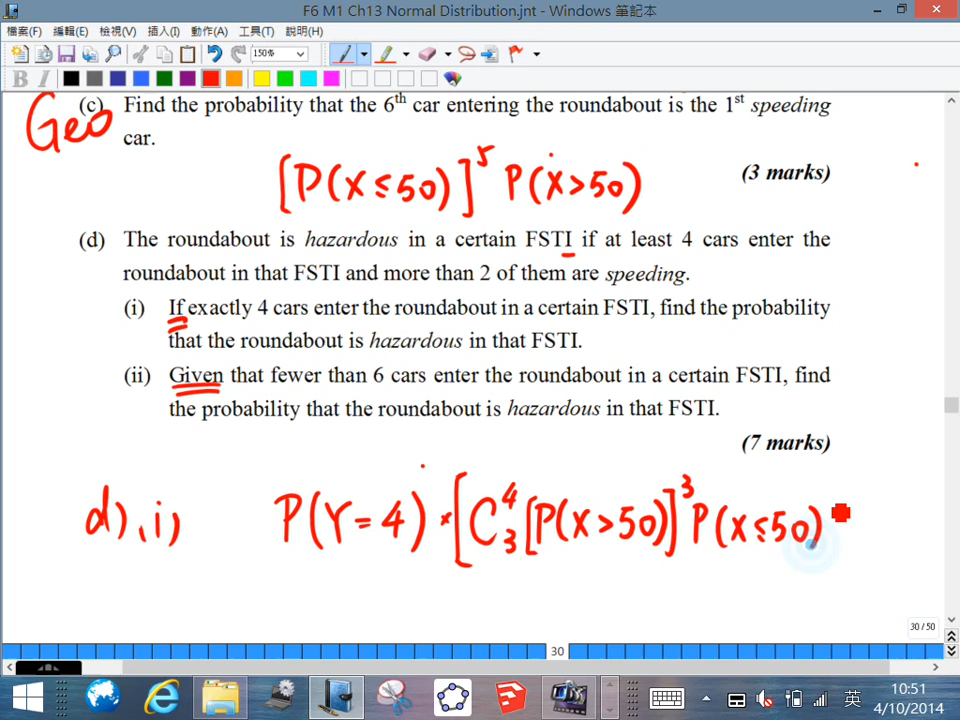 F6 M1 Ch13 Normal Distribution.jnt - Windows 筆記本
檔案(F) 編輯(E) 檢視(V) 插入(I) 動作(A) 工具(T) 說明(H)
150%
B I
Geo
(c) Find the probability that the 6th car entering the roundabout is the 1st speeding
car.
(3 marks)
[P(X≤50)]⁵ P(X>50)
(d) The roundabout is hazardous in a certain FSTI if at least 4 cars enter the
roundabout in that FSTI and more than 2 of them are speeding.
(i) If exactly 4 cars enter the roundabout in a certain FSTI, find the probability
that the roundabout is hazardous in that FSTI.
(ii) Given that fewer than 6 cars enter the roundabout in a certain FSTI, find
the probability that the roundabout is hazardous in that FSTI.
(7 marks)
d),i) P(Y=4) × [C⁴₃ [P(X>50)]³ P(X≤50)
30 / 50
30
英
10:51
4/10/2014